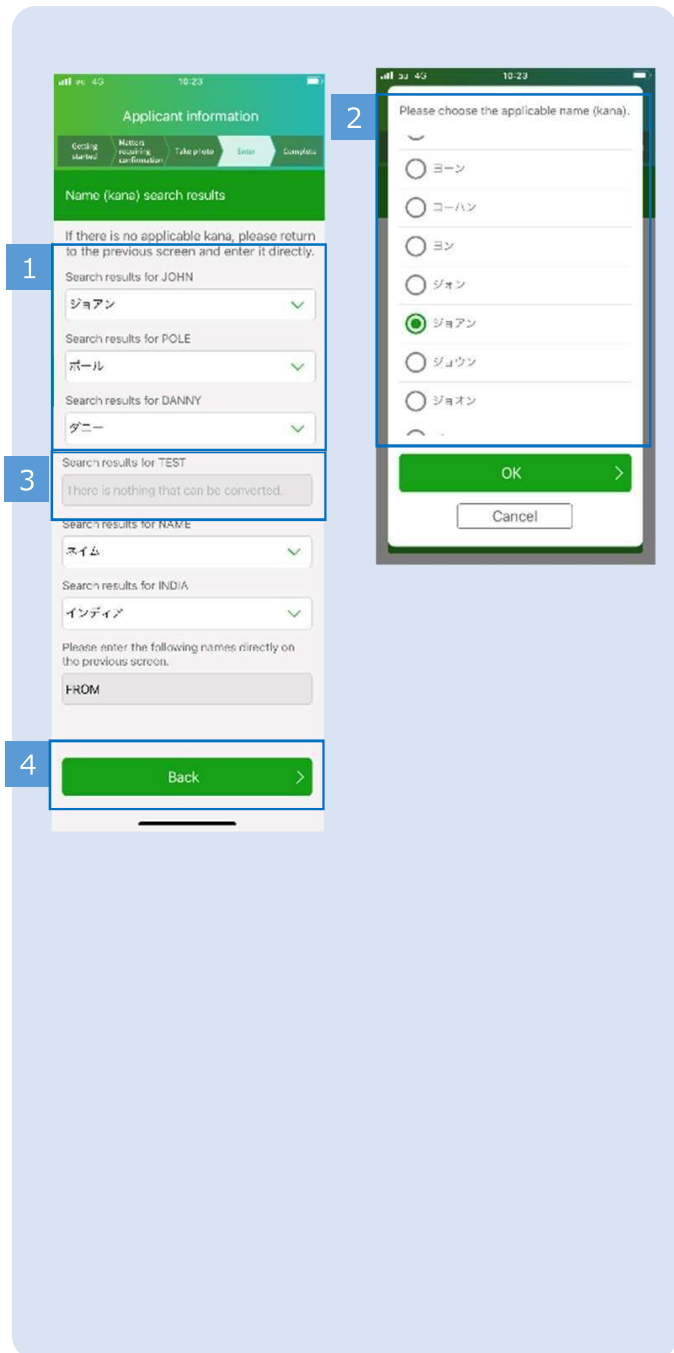 au 4G 10:23
Applicant information
Getting started
Matters requiring confirmation
Take photo
Enter
Complete
Name (kana) search results
If there is no applicable kana, please return
to the previous screen and enter it directly.
1
Search results for JOHN
ジョアン
Search results for POLE
ポール
Search results for DANNY
ダニー
3
Search results for TEST
There is nothing that can be converted.
Search results for NAME
ネイム
Search results for INDIA
インディア
Please enter the following names directly on
the previous screen.
FROM
4
Back
au 4G 10:23
2
Please choose the applicable name (kana).
ヨーン
ヨーハン
ヨン
ジォン
ジョアン
ジョウン
ジョオン
OK
Cancel